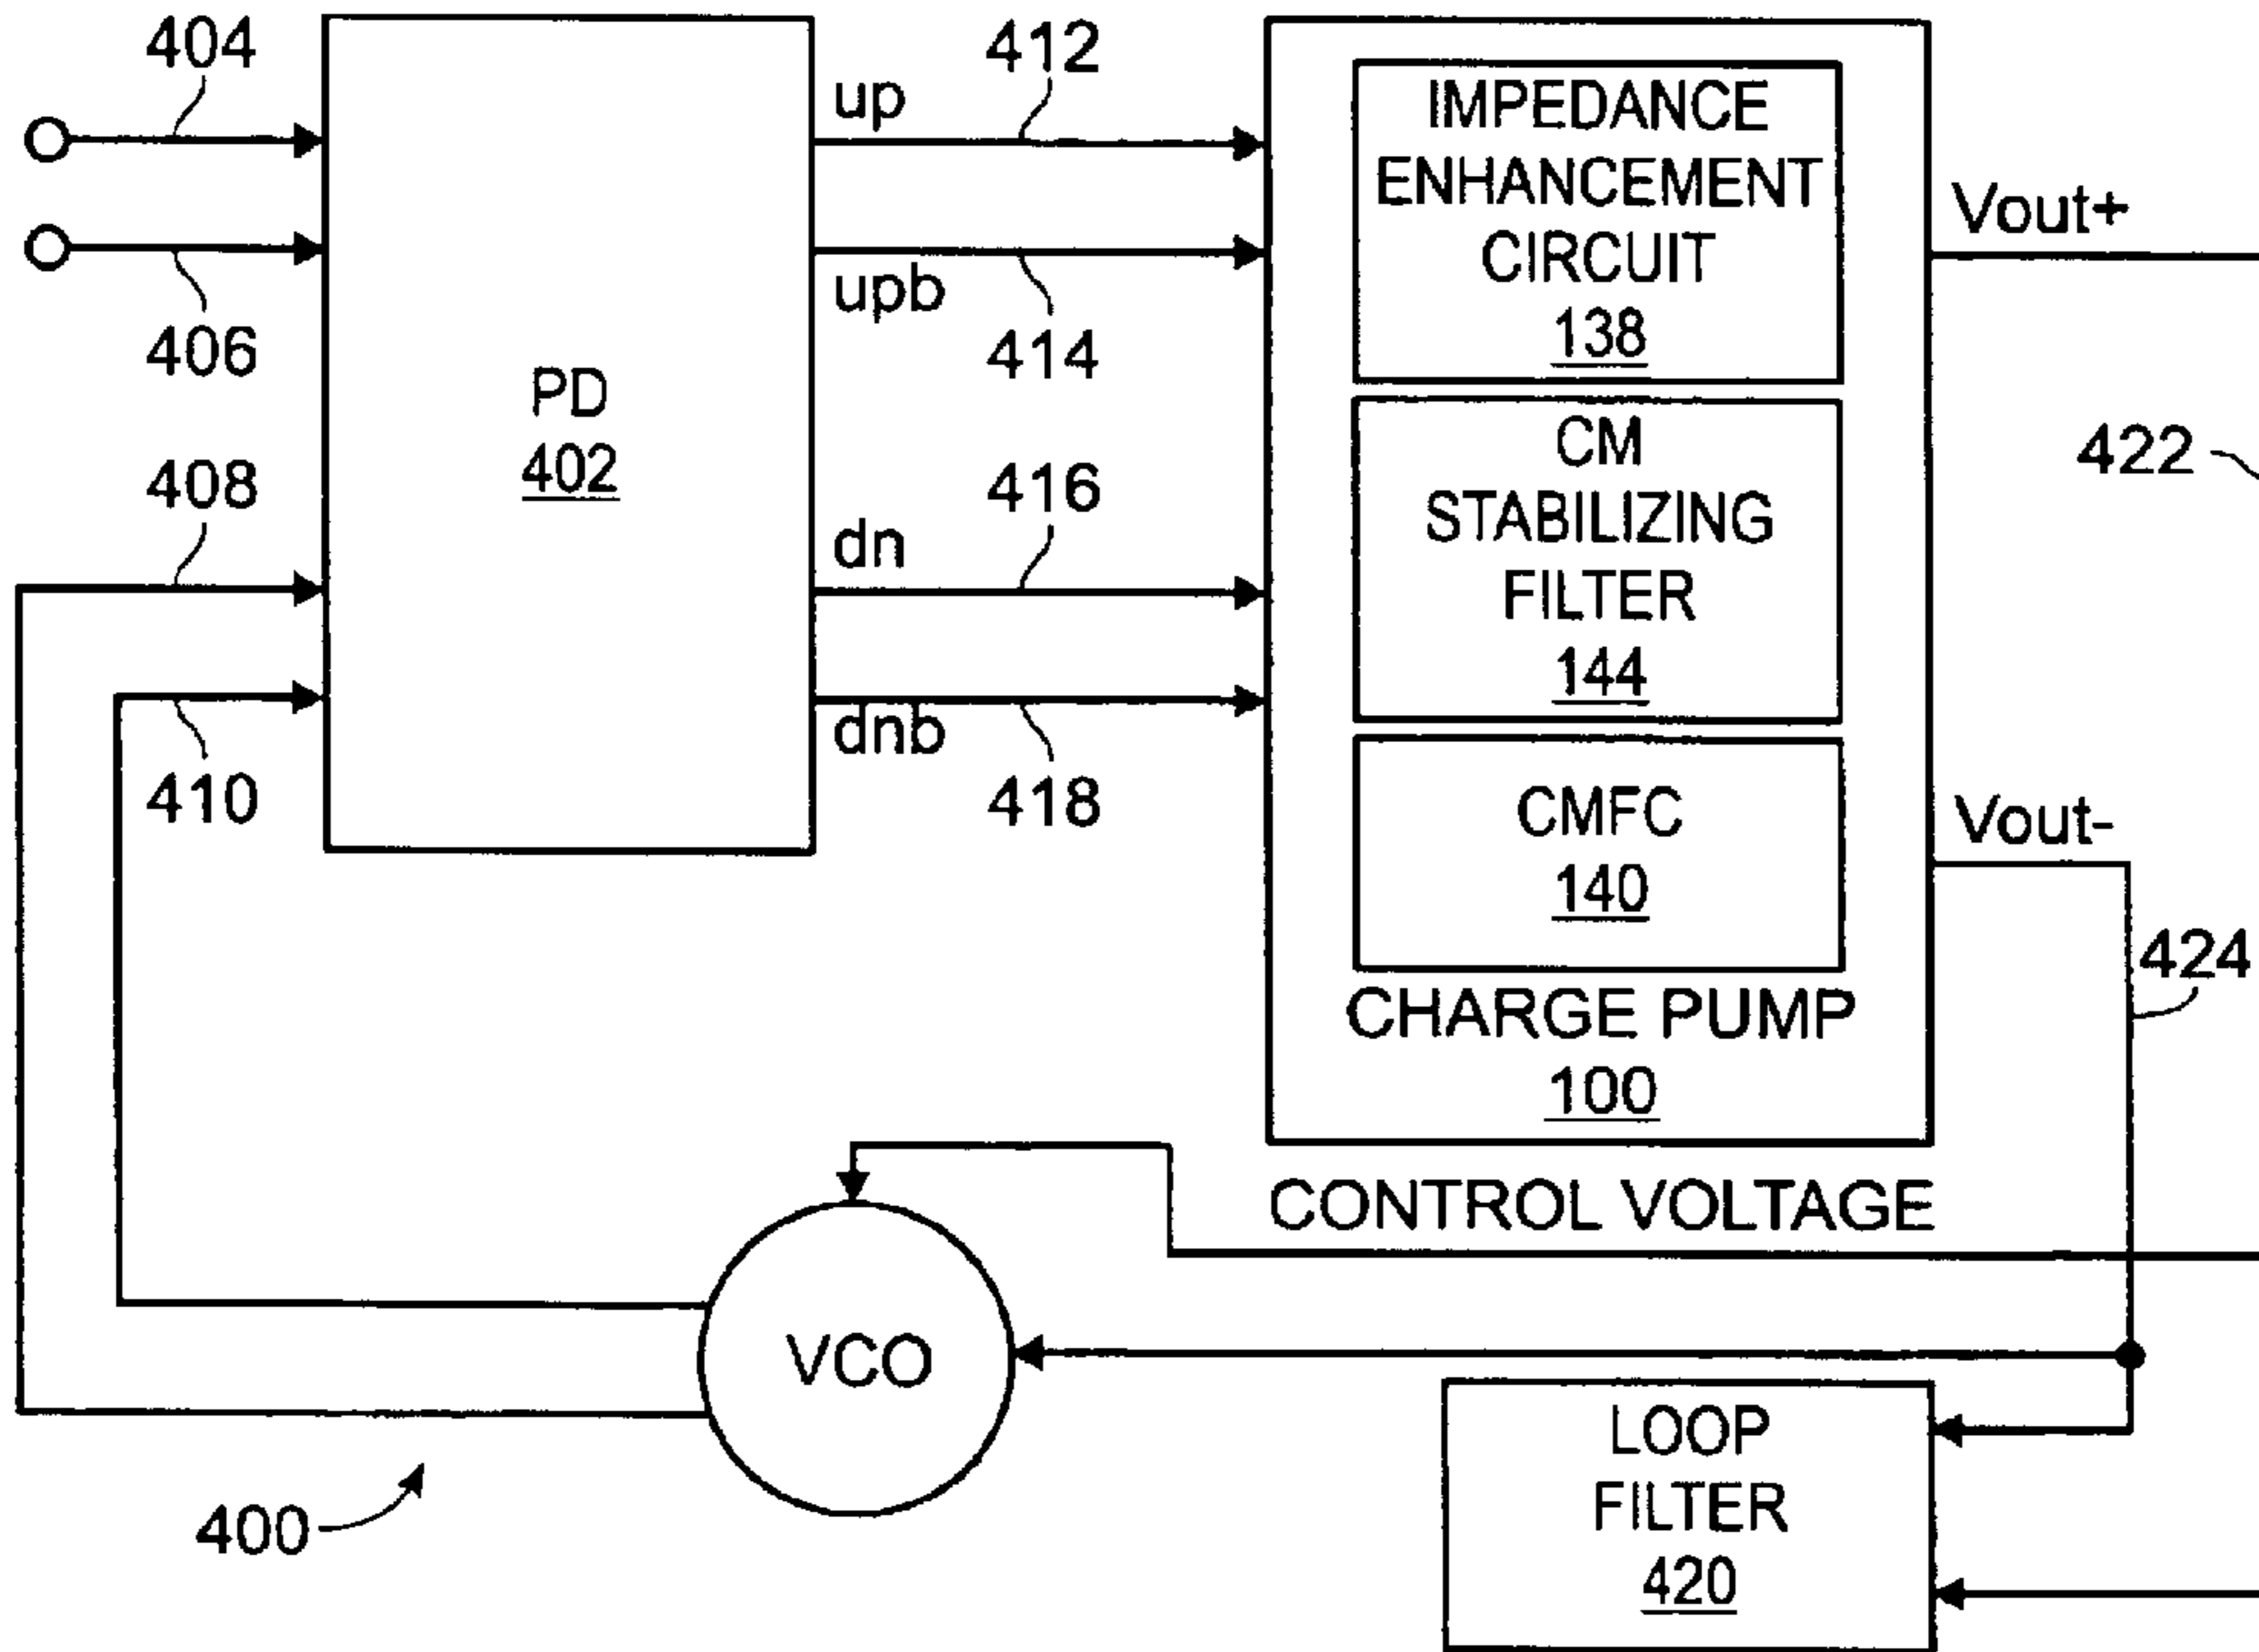 404
406
408
410
PD
402
up
412
upb
414
dn
416
dnb
418
IMPEDANCE
ENHANCEMENT
CIRCUIT
138
CM
STABILIZING
FILTER
144
CMFC
140
CHARGE PUMP
100
Vout+
422
Vout-
424
CONTROL VOLTAGE
VCO
LOOP
FILTER
420
400